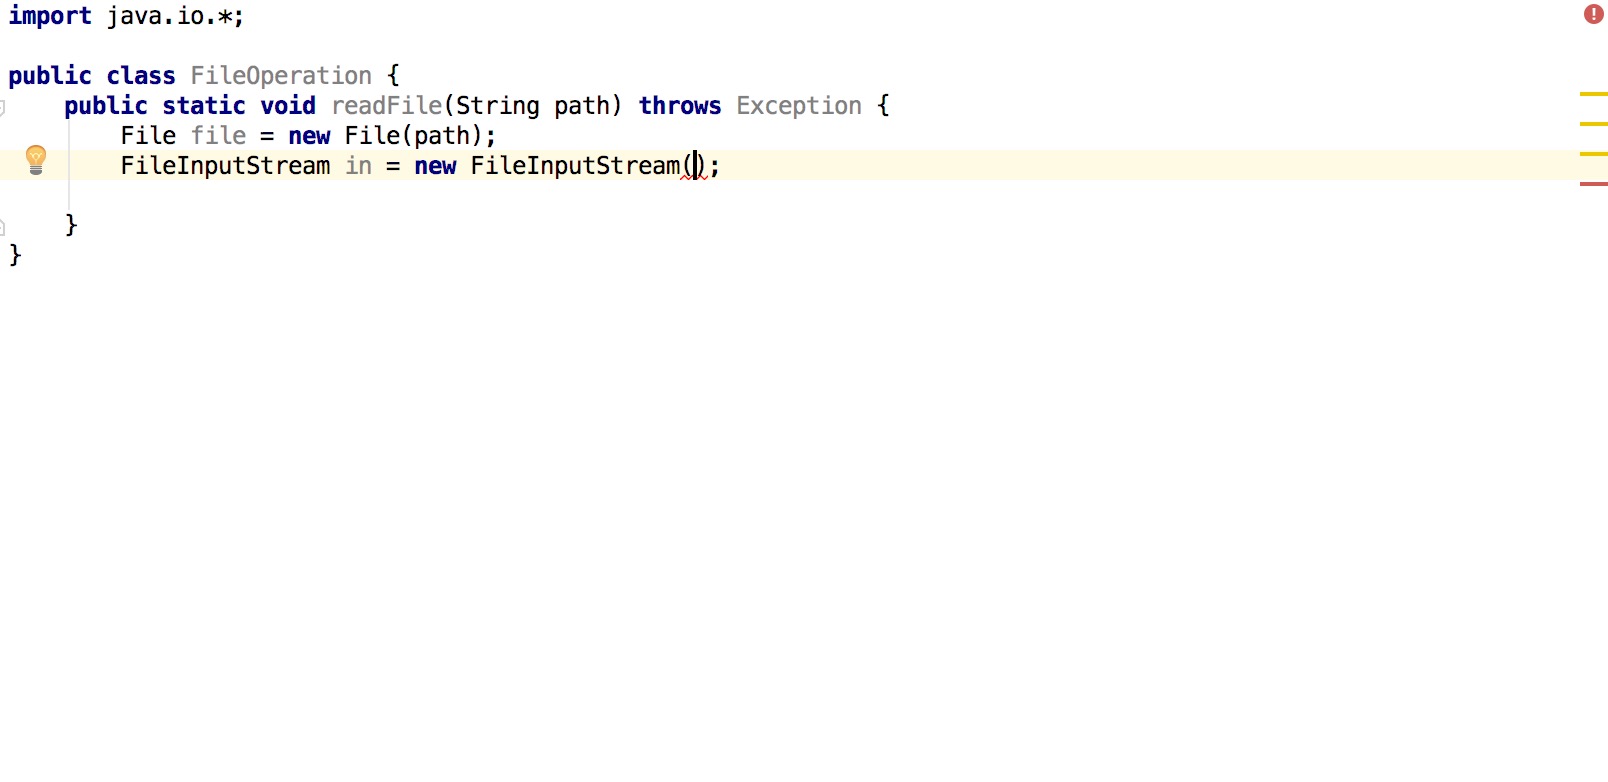 import java.io.*;
public class FileOperation {
public static void readFile(String path) throws Exception {
File file = new File(path);
FileInputStream in = new FileInputStream();
}
}